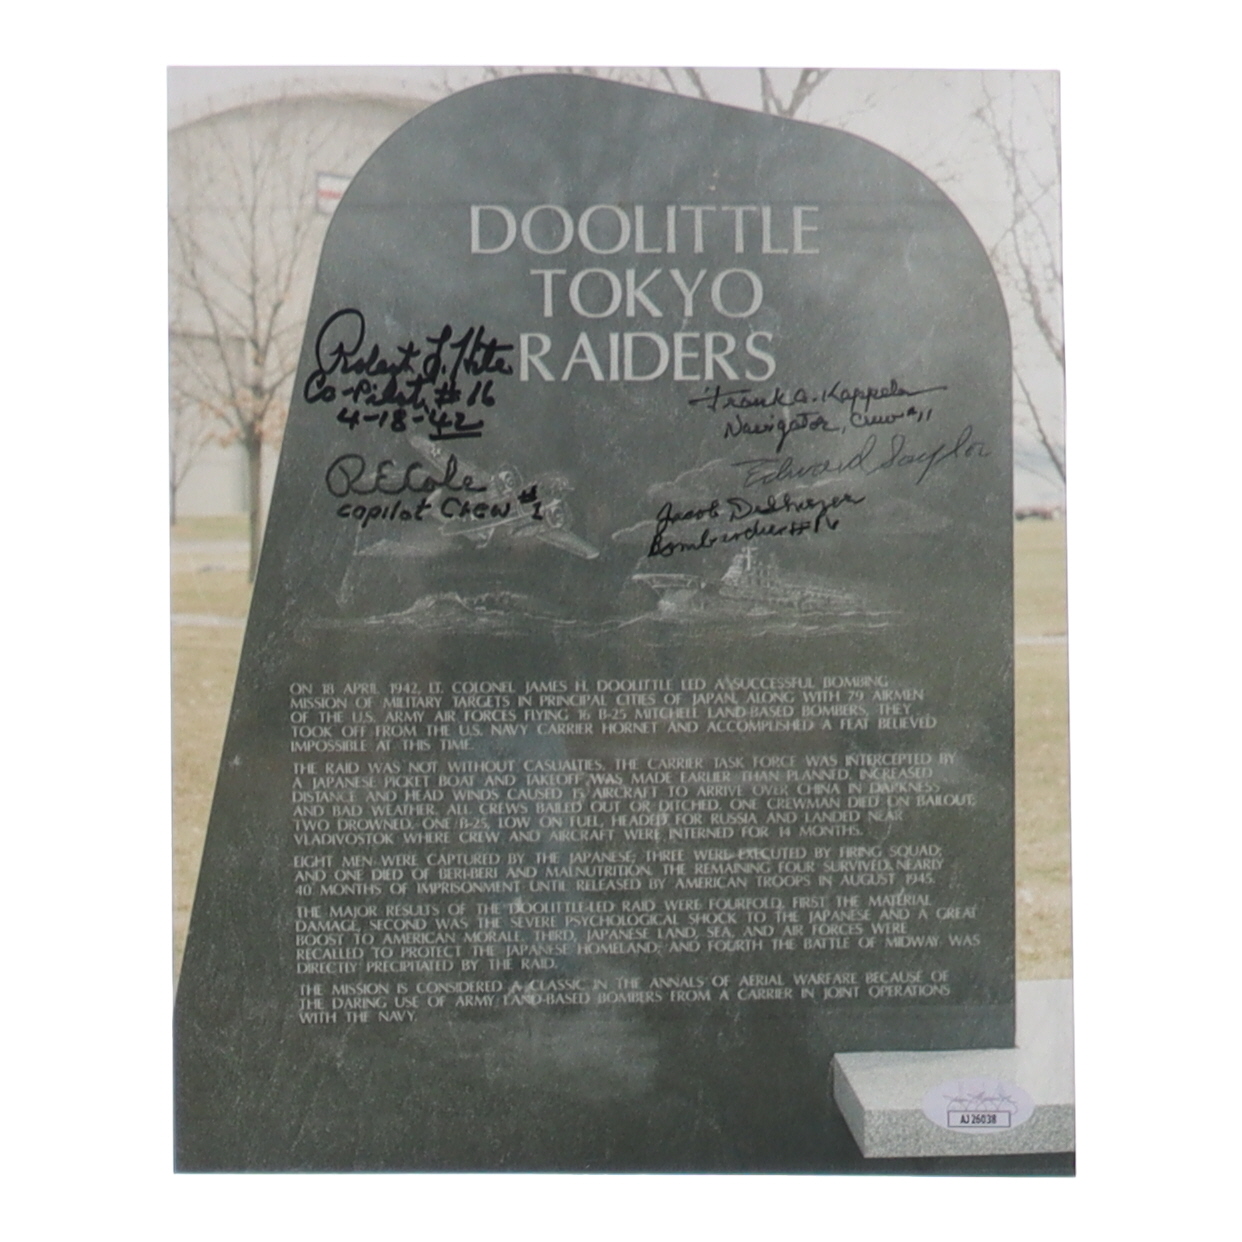 DOOLITTLE
TOKYO
RAIDERS
Robert L. Hite
Co-Pilot #16
4-18-42
R E Cole
copilot Crew #1
Frank A. Kappeler
Navigator, Crew #11
Edward Saylor
Jacob DeShazer
Bombardier #16
ON 18 APRIL 1942, LT. COLONEL JAMES H. DOOLITTLE LED A SUCCESSFUL BOMBING
MISSION OF MILITARY TARGETS IN PRINCIPAL CITIES OF JAPAN. ALONG WITH 79 AIRMEN
OF THE U.S. ARMY AIR FORCES FLYING 16 B-25 MITCHELL LAND-BASED BOMBERS, THEY
TOOK OFF FROM THE U.S. NAVY CARRIER HORNET AND ACCOMPLISHED A FEAT BELIEVED
IMPOSSIBLE AT THIS TIME.
THE RAID WAS NOT WITHOUT CASUALTIES. THE CARRIER TASK FORCE WAS INTERCEPTED BY
A JAPANESE PICKET BOAT AND TAKEOFF WAS MADE EARLIER THAN PLANNED. INCREASED
DISTANCE AND HEAD WINDS CAUSED 15 AIRCRAFT TO ARRIVE OVER CHINA IN DARKNESS
AND BAD WEATHER. ALL CREWS BAILED OUT OR DITCHED. ONE CREWMAN DIED ON BAILOUT;
TWO DROWNED. ONE B-25, LOW ON FUEL, HEADED FOR RUSSIA AND LANDED NEAR
VLADIVOSTOK WHERE CREW AND AIRCRAFT WERE INTERNED FOR 14 MONTHS.
EIGHT MEN WERE CAPTURED BY THE JAPANESE; THREE WERE EXECUTED BY FIRING SQUAD;
AND ONE DIED OF BERI-BERI AND MALNUTRITION. THE REMAINING FOUR SURVIVED NEARLY
40 MONTHS OF IMPRISONMENT UNTIL RELEASED BY AMERICAN TROOPS IN AUGUST 1945.
THE MAJOR RESULTS OF THE DOOLITTLE-LED RAID WERE FOURFOLD. FIRST THE MATERIAL
DAMAGE, SECOND WAS THE SEVERE PSYCHOLOGICAL SHOCK TO THE JAPANESE AND A GREAT
BOOST TO AMERICAN MORALE. THIRD, JAPANESE LAND, SEA, AND AIR FORCES WERE
RECALLED TO PROTECT THE JAPANESE HOMELAND; AND FOURTH THE BATTLE OF MIDWAY WAS
DIRECTLY PRECIPITATED BY THE RAID.
THE MISSION IS CONSIDERED A CLASSIC IN THE ANNALS OF AERIAL WARFARE BECAUSE OF
THE DARING USE OF ARMY LAND-BASED BOMBERS FROM A CARRIER IN JOINT OPERATIONS
WITH THE NAVY.
AJ26038